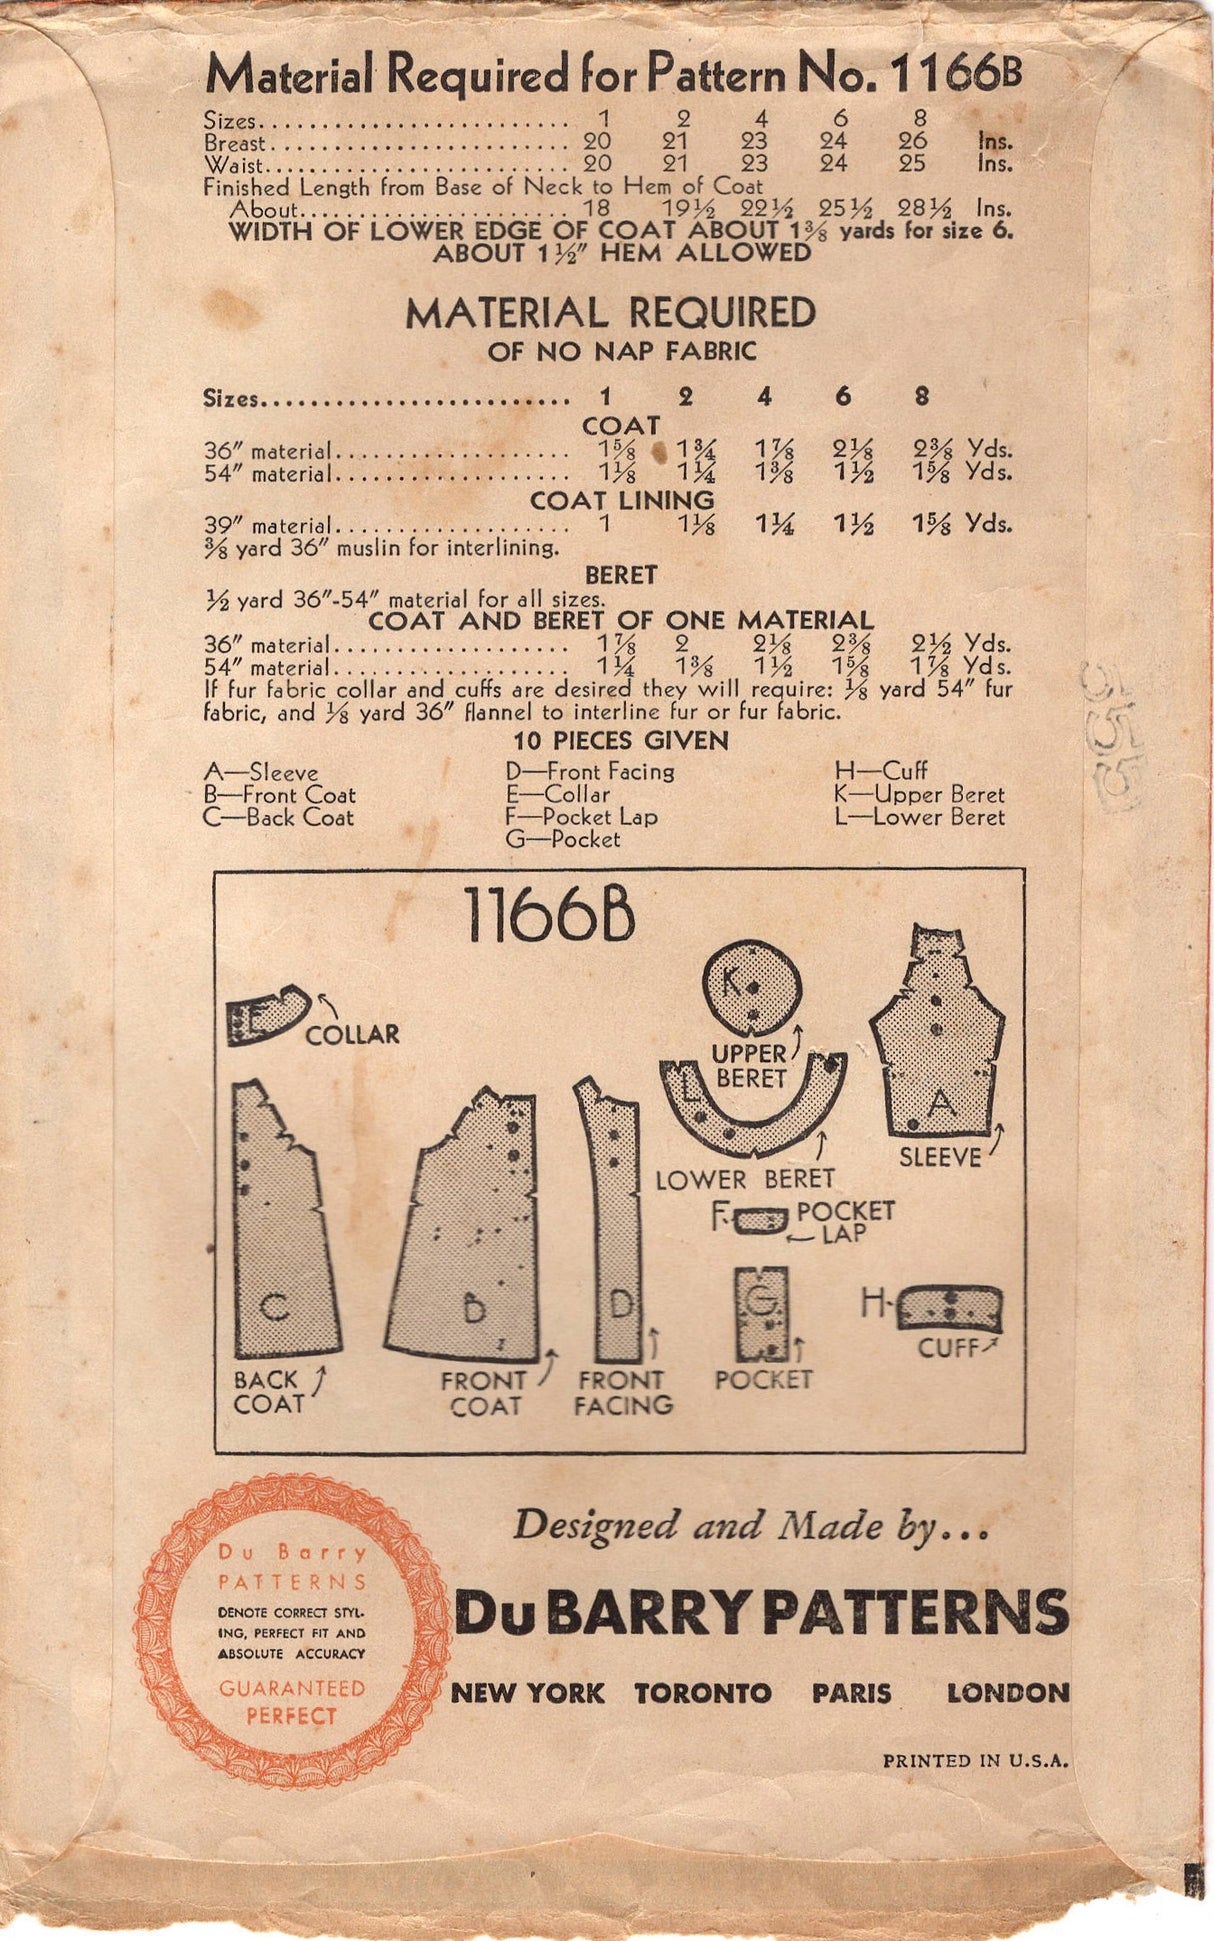 Material Required for Pattern No. 1166B
Sizes.......................... 1 2 4 6 8
Breast......................... 20 21 23 24 26 Ins.
Waist.......................... 20 21 23 24 25 Ins.
Finished Length from Base of Neck to Hem of Coat
About....................... 18 19½ 22½ 25½ 28½ Ins.
WIDTH OF LOWER EDGE OF COAT ABOUT 1⅜ yards for size 6.
ABOUT 1½" HEM ALLOWED
MATERIAL REQUIRED
OF NO NAP FABRIC
Sizes.......................... 1 2 4 6 8
COAT
36" material.................... 1⅝ 1¾ 1⅞ 2⅛ 2⅜ Yds.
54" material.................... 1⅛ 1¼ 1⅜ 1½ 1⅝ Yds.
COAT LINING
39" material.................... 1 1⅛ 1¼ 1½ 1⅝ Yds.
⅜ yard 36" muslin for interlining.
BERET
½ yard 36"-54" material for all sizes.
COAT AND BERET OF ONE MATERIAL
36" material.................... 1⅞ 2 2⅛ 2⅜ 2½ Yds.
54" material.................... 1¼ 1⅜ 1½ 1⅝ 1⅞ Yds.
If fur fabric collar and cuffs are desired they will require: ⅛ yard 54" fur
fabric, and ⅛ yard 36" flannel to interline fur or fur fabric.
10 PIECES GIVEN
A—Sleeve D—Front Facing H—Cuff
B—Front Coat E—Collar K—Upper Beret
C—Back Coat F—Pocket Lap L—Lower Beret
G—Pocket
555
1166B
E
COLLAR
K
UPPER
BERET
L
LOWER BERET
A
SLEEVE
F
POCKET
LAP
C
B
D
G
H
CUFF
BACK
COAT
FRONT
COAT
FRONT
FACING
POCKET
Du Barry
PATTERNS
DENOTE CORRECT STYL-
ING, PERFECT FIT AND
ABSOLUTE ACCURACY
GUARANTEED
PERFECT
Designed and Made by...
DuBARRY PATTERNS
NEW YORK TORONTO PARIS LONDON
PRINTED IN U.S.A.